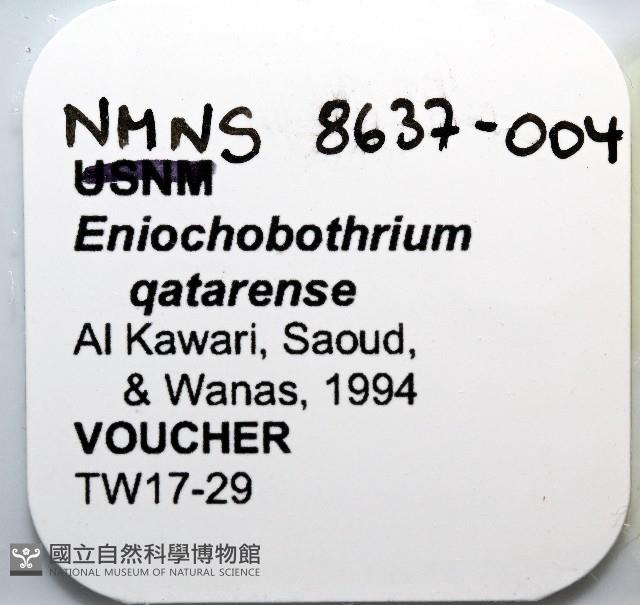 NMNS 8637-004
USNM
Eniochobothrium
qatarense
Al Kawari, Saoud,
& Wanas, 1994
VOUCHER
TW17-29
國立自然科學博物館
NATIONAL MUSEUM OF NATURAL SCIENCE